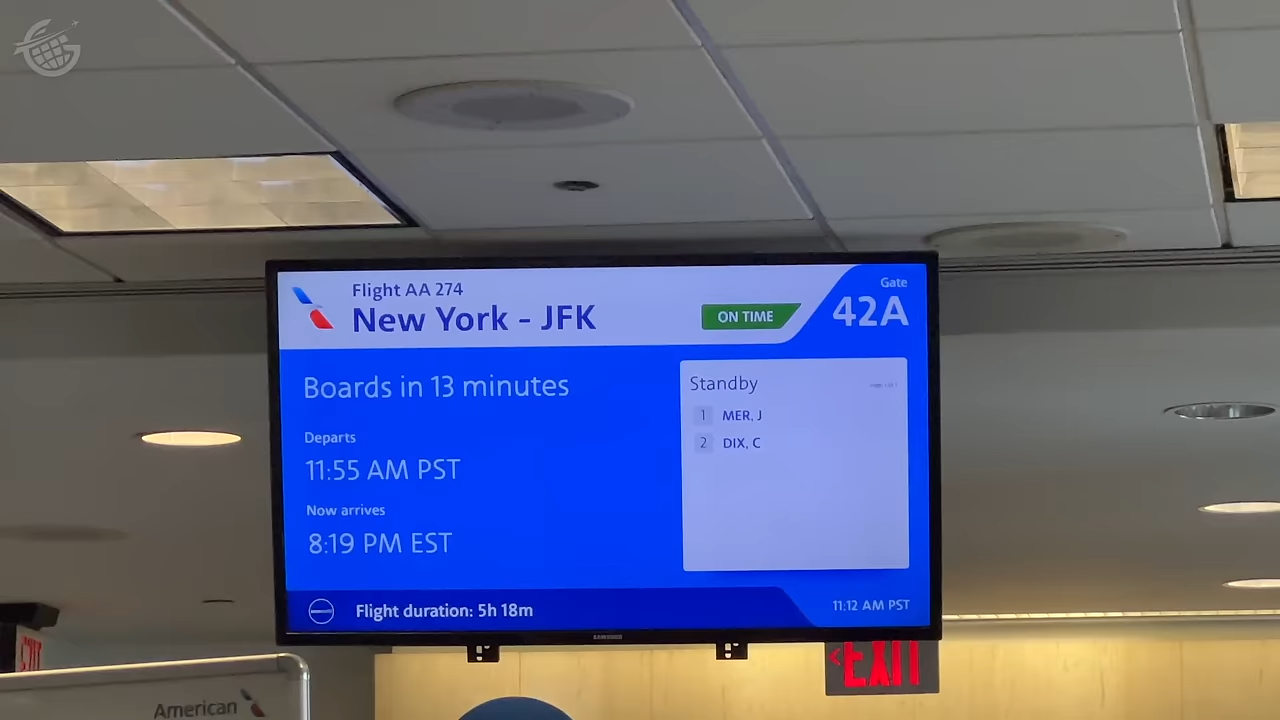 Flight AA 274
New York - JFK
ON TIME
Gate
42A
Boards in 13 minutes
Departs
11:55 AM PST
Now arrives
8:19 PM EST
Standby
1 MER, J
2 DIX, C
Flight duration: 5h 18m
11:12 AM PST
SAMSUNG
EXIT
EXIT
American